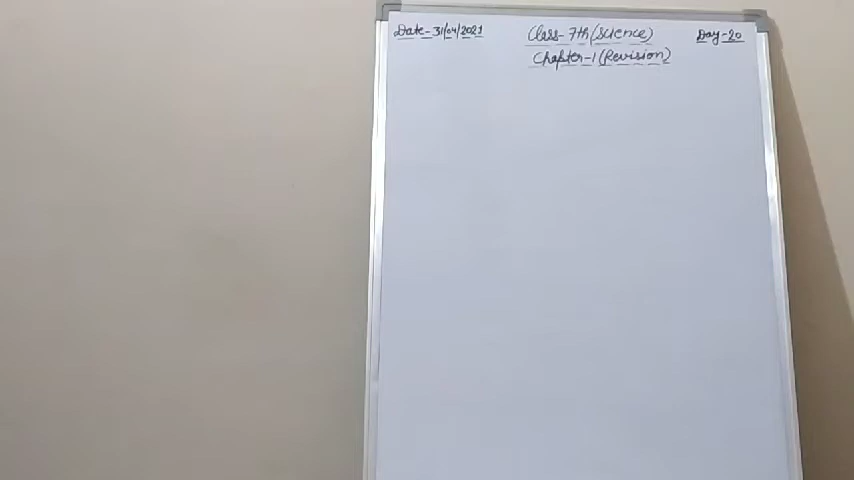 Date-31/04/2021 Class-7th(Science) Day-20
Chapter-1(Revision)